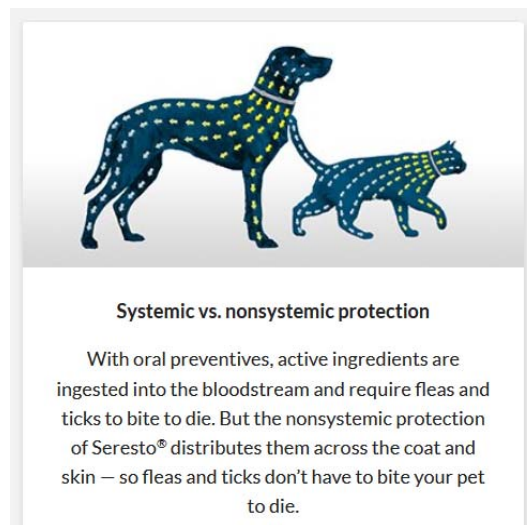 Systemic vs. nonsystemic protection
With oral preventives, active ingredients are
ingested into the bloodstream and require fleas and
ticks to bite to die. But the nonsystemic protection
of Seresto® distributes them across the coat and
skin — so fleas and ticks don’t have to bite your pet
to die.